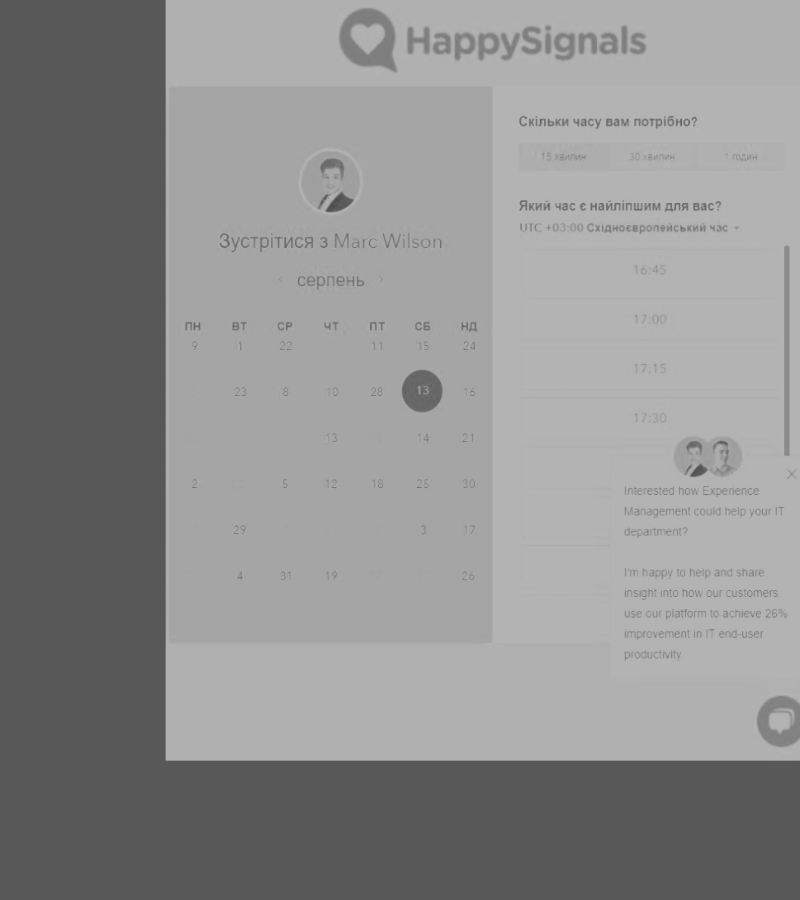 HappySignals
Зустрітися з Marc Wilson
серпень
ПН ВТ СР ЧТ ПТ СБ НД
9 1 22 11 15 24
23 8 10 28 13 16
13 14 21
2 5 12 18 25 30
29 3 17
4 31 19 26
Скільки часу вам потрібно?
15 хвилин 30 хвилин 1 годин
Який час є найліпшим для вас?
UTC +03:00 Східноєвропейський час
16:45
17:00
17:15
17:30
Interested how Experience
Management could help your IT
department?
I'm happy to help and share
insight into how our customers
use our platform to achieve 26%
improvement in IT end-user
productivity.